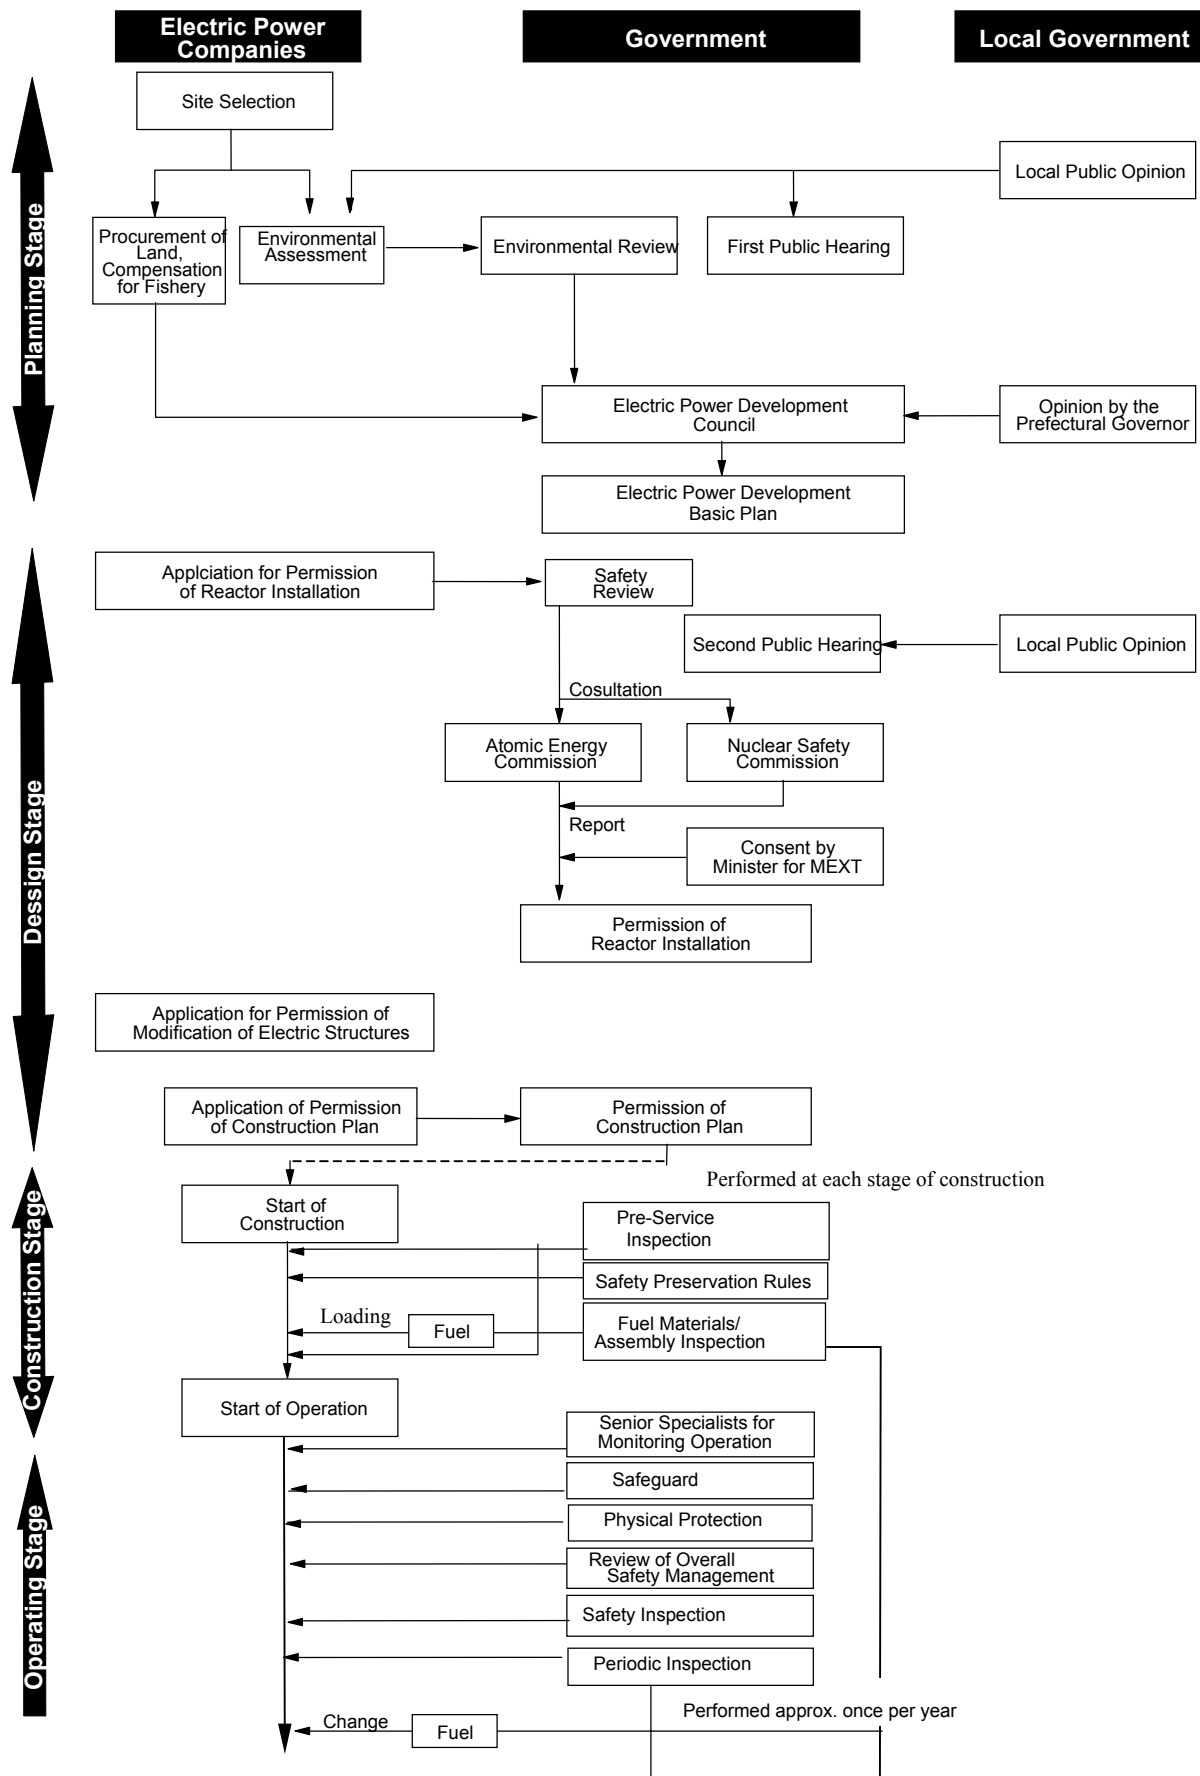 Electric Power
Companies
Government
Local Government
Planning Stage
Site Selection
Local Public Opinion
Procurement of
Land,
Compensation
for Fishery
Environmental
Assessment
Environmental Review
First Public Hearing
Electric Power Development
Council
Opinion by the
Prefectural Governor
Electric Power Development
Basic Plan
Dessign Stage
Applciation for Permission
of Reactor Installation
Safety
Review
Second Public Hearing
Local Public Opinion
Cosultation
Atomic Energy
Commission
Nuclear Safety
Commission
Report
Consent by
Minister for MEXT
Permission of
Reactor Installation
Application for Permission of
Modification of Electric Structures
Application of Permission
of Construction Plan
Permission of
Construction Plan
Construction Stage
Performed at each stage of construction
Start of
Construction
Pre-Service
Inspection
Safety Preservation Rules
Loading
Fuel
Fuel Materials/
Assembly Inspection
Start of Operation
Operating Stage
Senior Specialists for
Monitoring Operation
Safeguard
Physical Protection
Review of Overall
Safety Management
Safety Inspection
Periodic Inspection
Performed approx. once per year
Change
Fuel